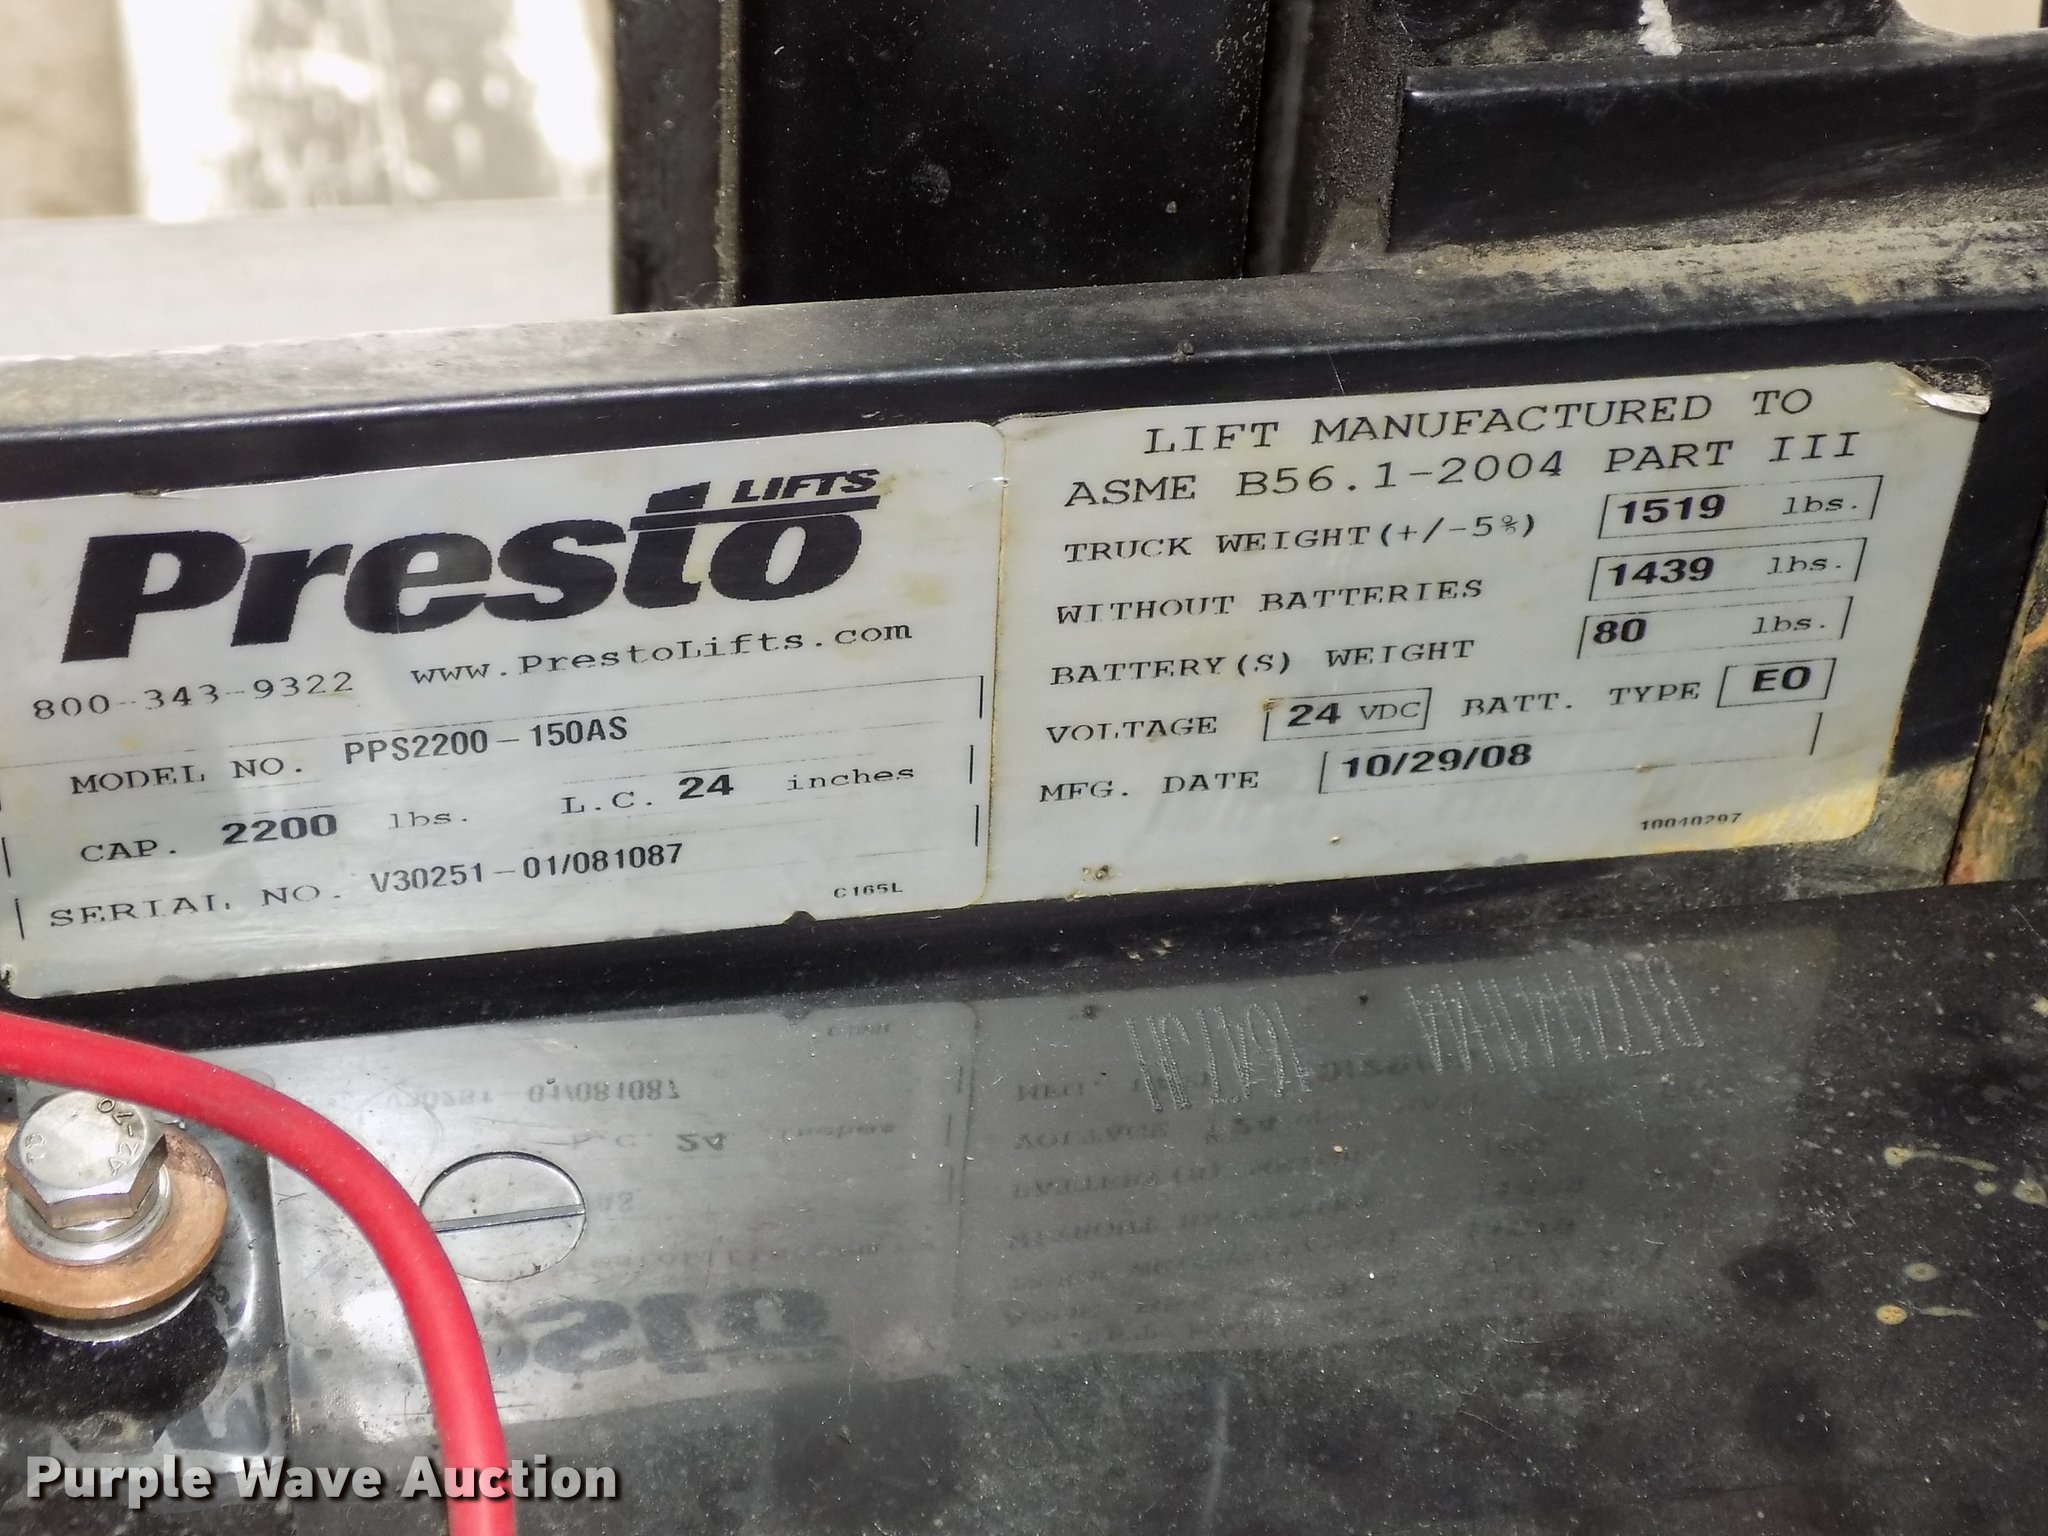 Presto LIFTS
800-343-9322 www.PrestoLifts.com
MODEL NO. PPS2200-150AS
CAP. 2200 lbs. L.C. 24 inches
SERIAL NO. V30251-01/081087
C165L
LIFT MANUFACTURED TO
ASME B56.1-2004 PART III
TRUCK WEIGHT(+/-5%) 1519 lbs.
WITHOUT BATTERIES 1439 lbs.
BATTERY(S) WEIGHT 80 lbs.
VOLTAGE 24 VDC BATT. TYPE EO
MFG. DATE 10/29/08
10040297
Purple Wave Auction